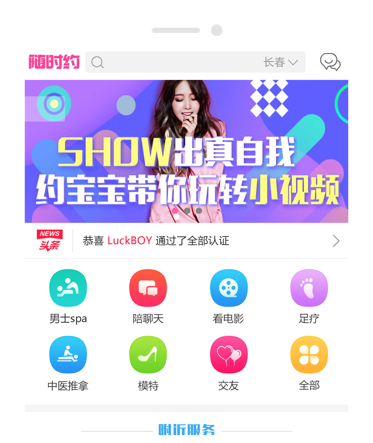 随时约
长春
SHOW出真自我
约宝宝带你玩转小视频
NEWS
头条
恭喜 LuckBOY 通过了全部认证
男士spa
陪聊天
看电影
足疗
中医推拿
模特
交友
全部
附近服务